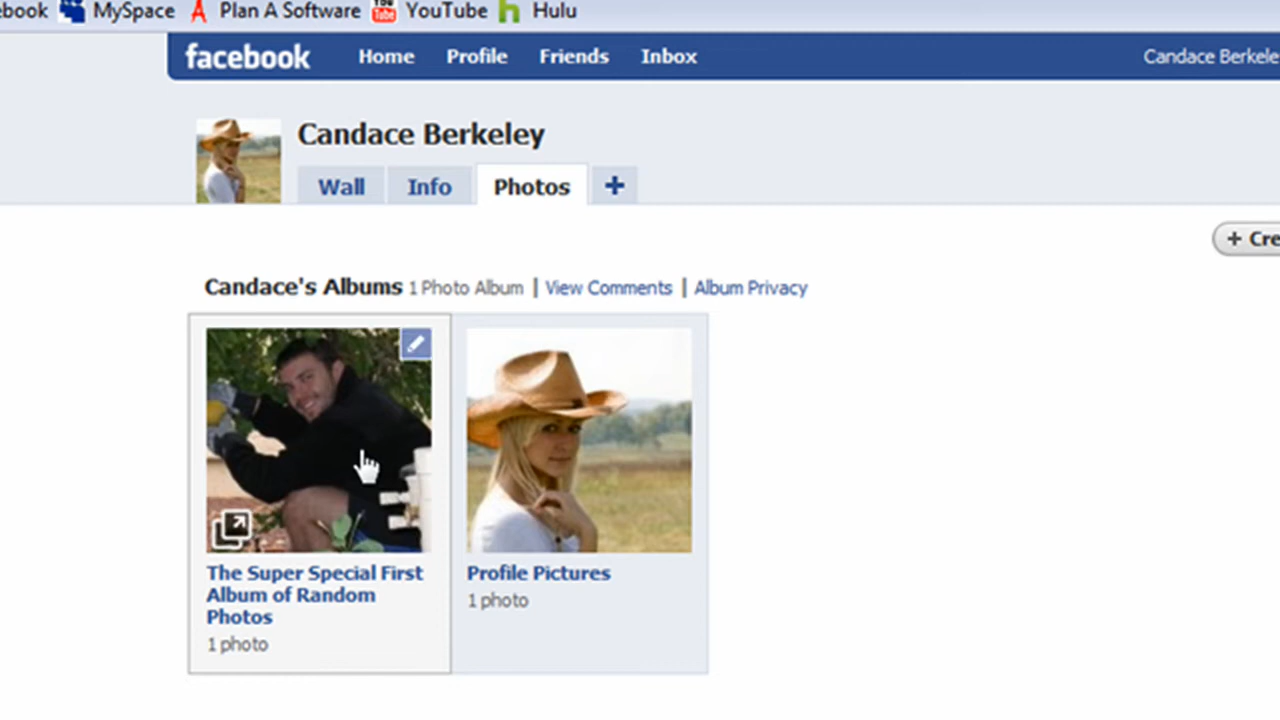 ebook MySpace Plan A Software You Tube YouTube h Hulu
facebook Home Profile Friends Inbox Candace Berkele
Candace Berkeley
Wall Info Photos +
+ Cre
Candace's Albums 1 Photo Album | View Comments | Album Privacy
The Super Special First
Album of Random
Photos
1 photo
Profile Pictures
1 photo